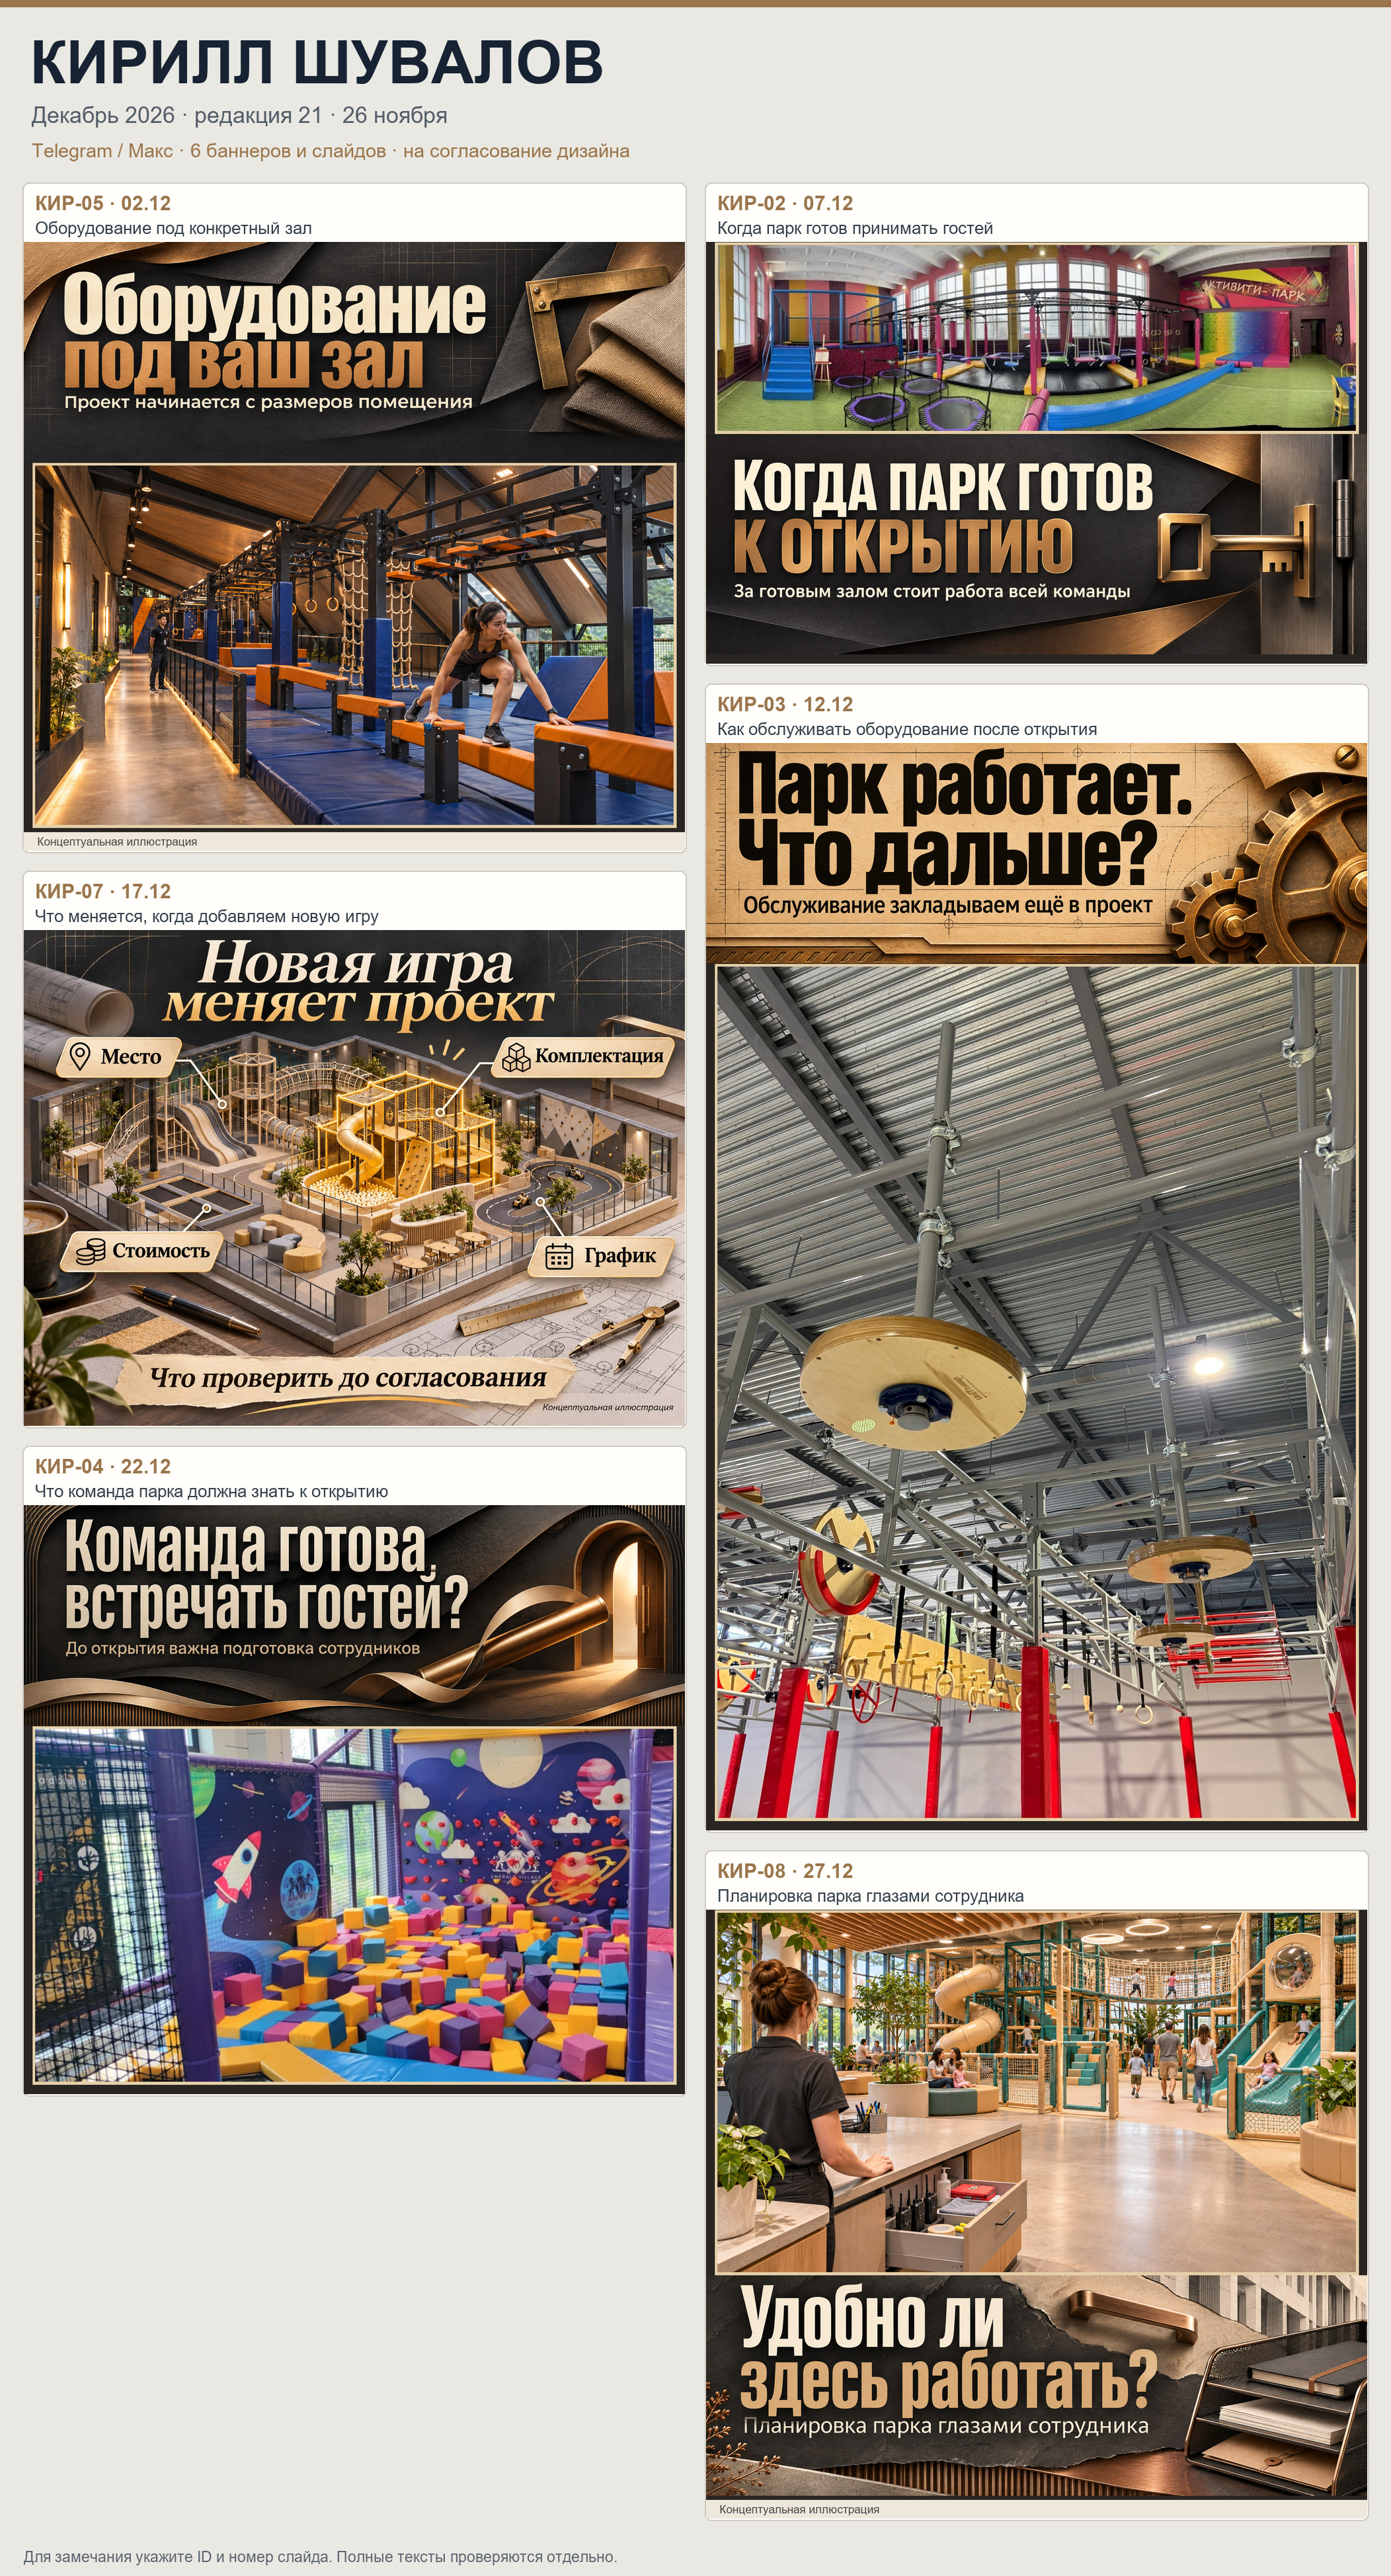 КИРИЛЛ ШУВАЛОВ
Декабрь 2026 · редакция 21 · 26 ноября
Telegram / Макс · 6 баннеров и слайдов · на согласование дизайна
КИР-05 · 02.12
Оборудование под конкретный зал
Оборудование
под ваш зал
Проект начинается с размеров помещения
Концептуальная иллюстрация
КИР-02 · 07.12
Когда парк готов принимать гостей
АКТИВИТИ- ПАРК
КОГДА ПАРК ГОТОВ
К ОТКРЫТИЮ
За готовым залом стоит работа всей команды
КИР-03 · 12.12
Как обслуживать оборудование после открытия
Парк работает.
Что дальше?
Обслуживание закладываем ещё в проект
КИР-07 · 17.12
Что меняется, когда добавляем новую игру
Новая игра
меняет проект
Место
Комплектация
Стоимость
График
Что проверить до согласования
Концептуальная иллюстрация
КИР-04 · 22.12
Что команда парка должна знать к открытию
Команда готова
встречать гостей?
До открытия важна подготовка сотрудников
EMERALD VILLAGE
КИР-08 · 27.12
Планировка парка глазами сотрудника
Удобно ли
здесь работать?
Планировка парка глазами сотрудника
Концептуальная иллюстрация
Для замечания укажите ID и номер слайда. Полные тексты проверяются отдельно.